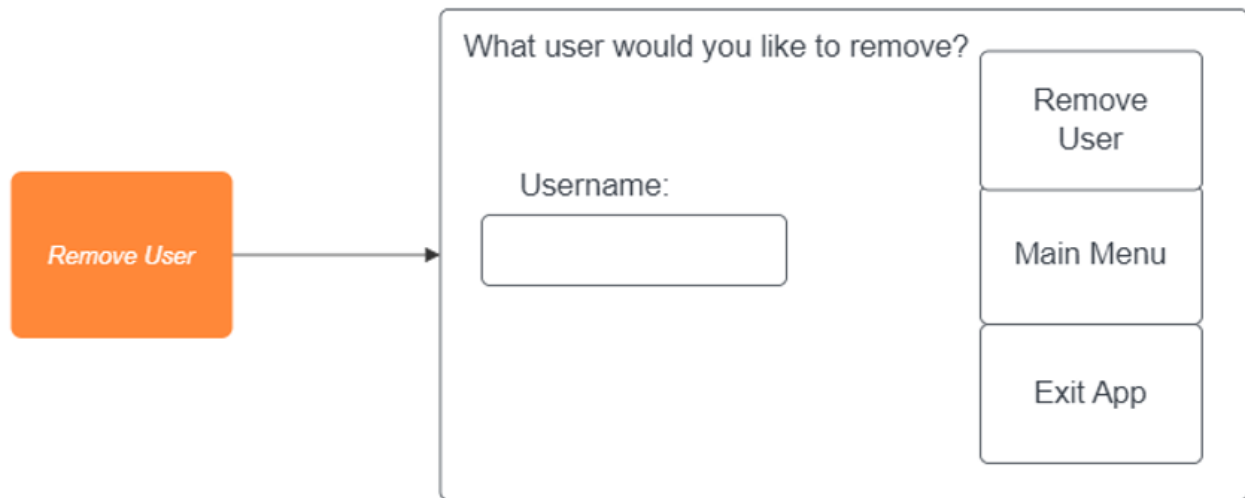 What user would you like to remove?
Remove
User
Username:
Remove User
Main Menu
Exit App